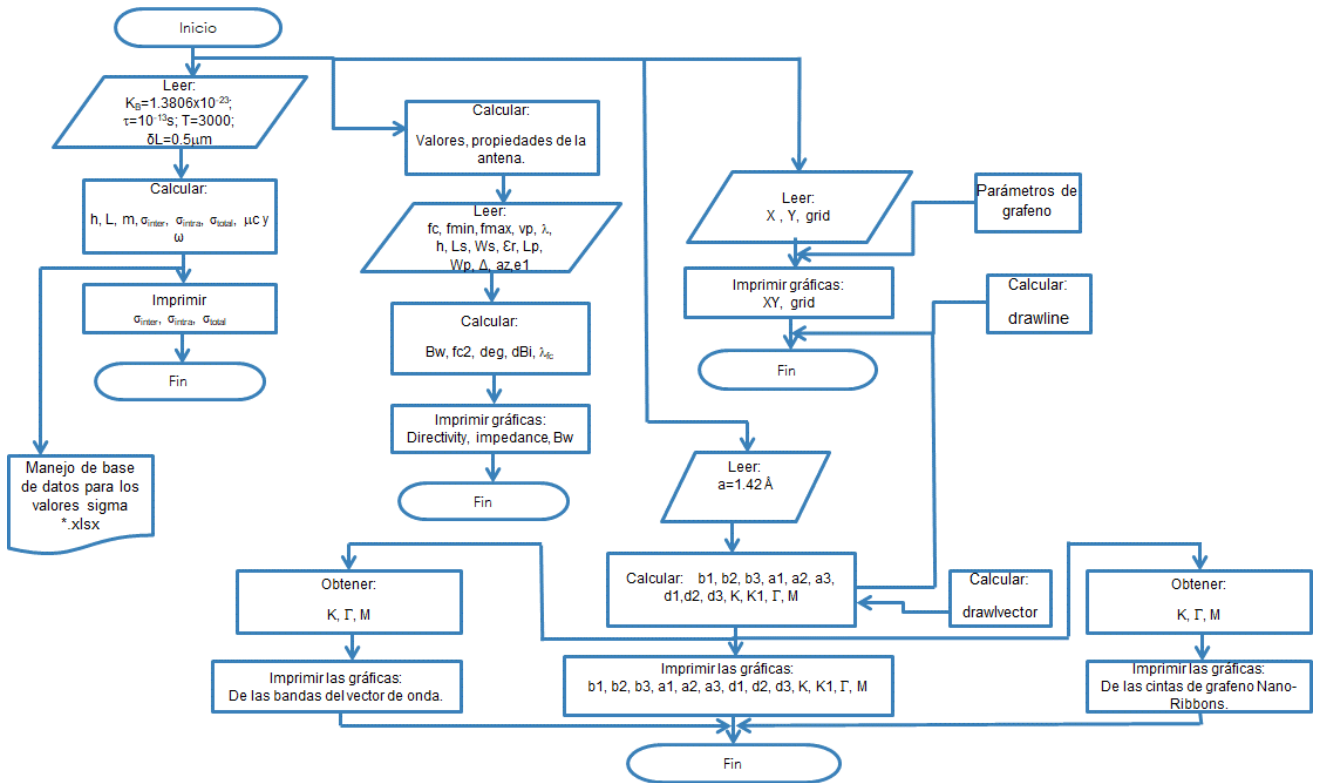 Inicio
Leer:
K_B=1.3806x10^-23;
τ=10^-13s; T=3000;
δL=0.5μm
Calcular:
h, L, m, σ_inter, σ_intra, σ_total, μc y
ω
Imprimir
σ_inter, σ_intra, σ_total
Fin
Manejo de base
de datos para los
valores sigma
*.xlsx
Calcular:
Valores, propiedades de la
antena.
Leer:
fc, fmin, fmax, vp, λ,
h, Ls, Ws, Ɛr, Lp,
Wp, Δ, az,e1
Calcular:
Bw, fc2, deg, dBi, λ_fc
Imprimir gráficas:
Directivity, impedance, Bw
Fin
Leer:
X , Y, grid
Parámetros de
grafeno
Imprimir gráficas:
XY, grid
Calcular:
drawline
Fin
Leer:
a=1.42 Å
Calcular: b1, b2, b3, a1, a2, a3,
d1,d2, d3, K, K1, Γ, M
Calcular:
drawlvector
Obtener:
K, Γ, M
Imprimir las gráficas:
De las bandas del vector de onda.
Imprimir las gráficas:
b1, b2, b3, a1, a2, a3, d1, d2, d3, K, K1, Γ, M
Obtener:
K, Γ, M
Imprimir las gráficas:
De las cintas de grafeno Nano-
Ribbons.
Fin